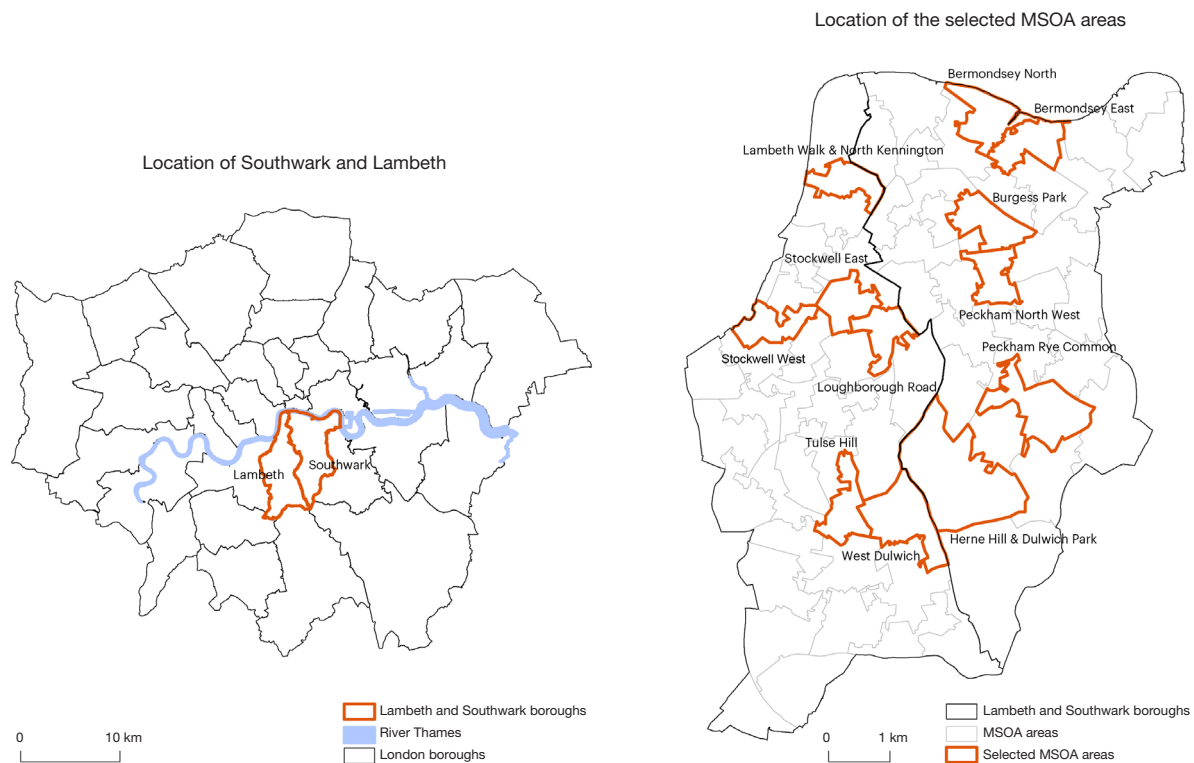 Location of the selected MSOA areas
Bermondsey North
Bermondsey East
Lambeth Walk & North Kennington
Location of Southwark and Lambeth
Burgess Park
Stockwell East
Peckham North West
Peckham Rye Common
Stockwell West
Loughborough Road
Tulse Hill
Southwark
Lambeth
Herne Hill & Dulwich Park
West Dulwich
Lambeth and Southwark boroughs
River Thames
London boroughs
0 10 km
Lambeth and Southwark boroughs
MSOA areas
Selected MSOA areas
0 1 km